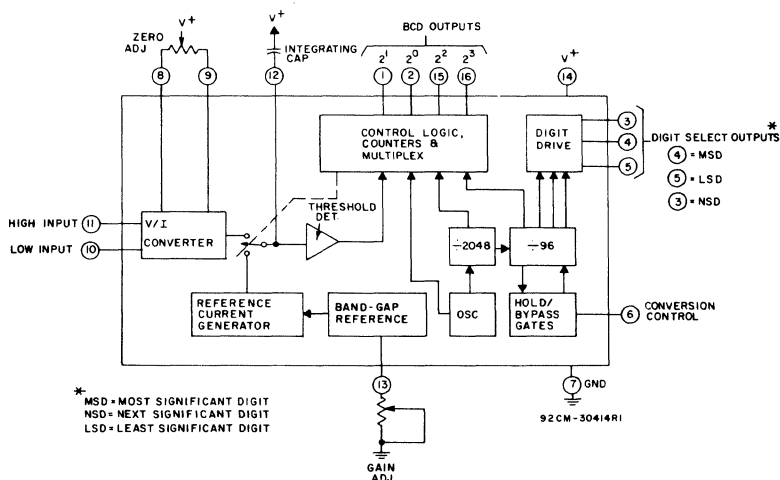 BCD OUTPUTS
V+
ZERO ADJ
V+
INTEGRATING CAP
2¹ 2⁰ 2² 2³
V+
8 9 12 1 2 15 16 14
CONTROL LOGIC, COUNTERS & MULTIPLEX
DIGIT DRIVE
3
4
5
DIGIT SELECT OUTPUTS*
4 = MSD
5 = LSD
3 = NSD
HIGH INPUT 11
LOW INPUT 10
V/I CONVERTER
THRESHOLD DET.
÷2048
÷96
REFERENCE CURRENT GENERATOR
BAND-GAP REFERENCE
OSC
HOLD/ BYPASS GATES
6 CONVERSION CONTROL
13
7 GND
*
MSD = MOST SIGNIFICANT DIGIT
NSD = NEXT SIGNIFICANT DIGIT
LSD = LEAST SIGNIFICANT DIGIT
92CM-30414R1
GAIN ADJ